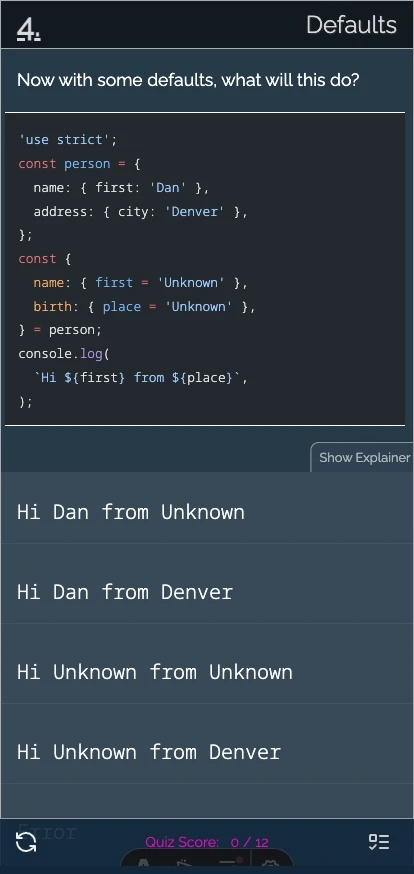 4.
Defaults
Now with some defaults, what will this do?
'use strict';
const person = {
  name: { first: 'Dan' },
  address: { city: 'Denver' },
};
const {
  name: { first = 'Unknown' },
  birth: { place = 'Unknown' },
} = person;
console.log(
  `Hi ${first} from ${place}`,
);
Show Explainer
Hi Dan from Unknown
Hi Dan from Denver
Hi Unknown from Unknown
Hi Unknown from Denver
Error
Quiz Score: 0 / 12